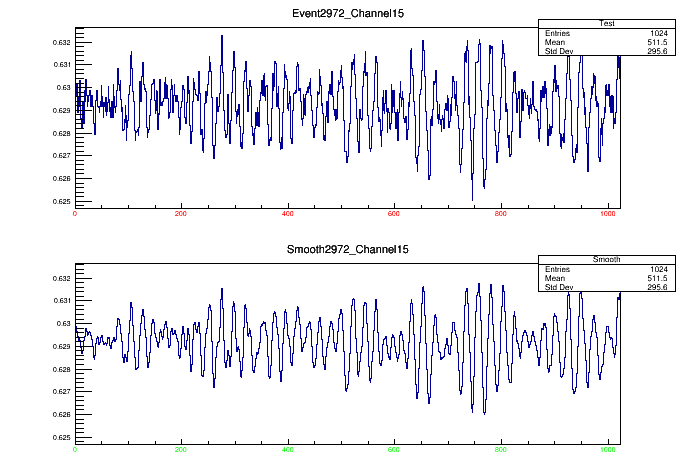 Event2972_Channel15
Test
Entries 1024
Mean 511.5
Std Dev 295.6
0.632
0.631
0.63
0.629
0.628
0.627
0.626
0.625
0 200 400 600 800 1000
Smooth2972_Channel15
Smooth
Entries 1024
Mean 511.5
Std Dev 295.6
0.632
0.631
0.63
0.629
0.628
0.627
0.626
0.625
0 200 400 600 800 1000